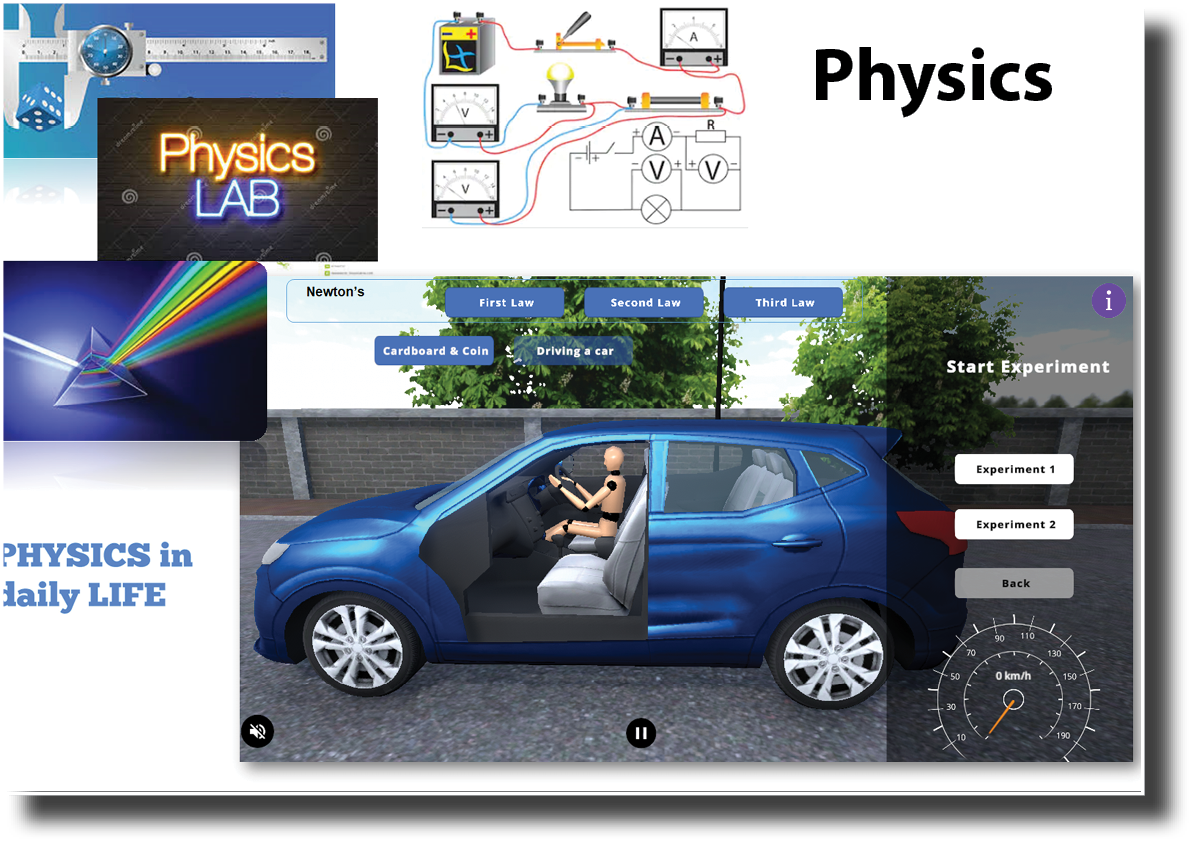 Physics
Physics
LAB
A
V
V
A
R
V
V
Newton's
First Law
Second Law
Third Law
i
Cardboard & Coin
Driving a car
Start Experiment
Experiment 1
Experiment 2
Back
PHYSICS in
daily LIFE
0 km/h
10
30
50
70
90
110
130
150
170
190